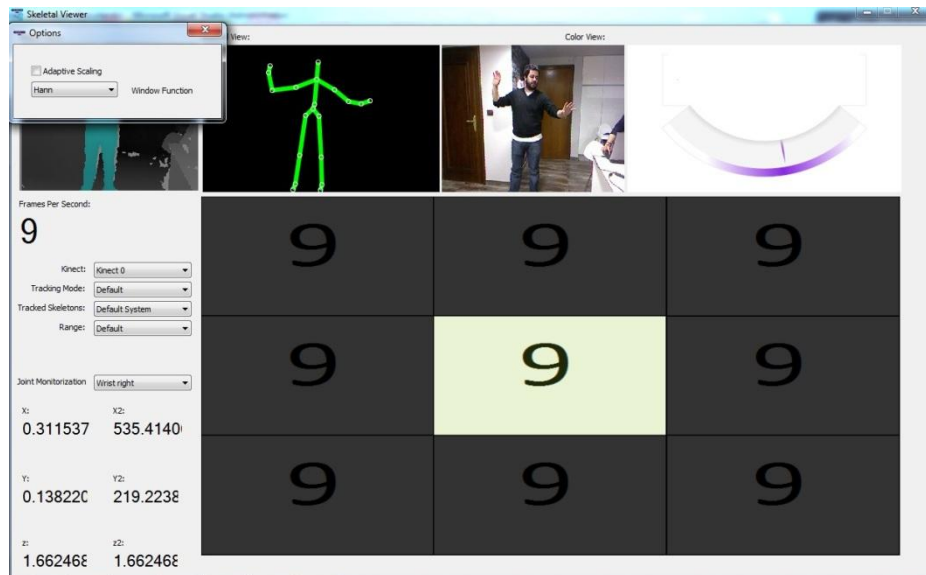 Skeletal Viewer
Options
Adaptive Scaling
Hann
Window Function
View:
Color View:
Frames Per Second:
9
Kinect:
Kinect 0
Tracking Mode:
Default
Tracked Skeletons:
Default System
Range:
Default
Joint Monitorization
Wrist right
X:
X2:
0.311537
535.4140
Y:
Y2:
0.138220
219.2238
z:
z2:
1.662468
1.662468
9 9 9
9 9 9
9 9 9